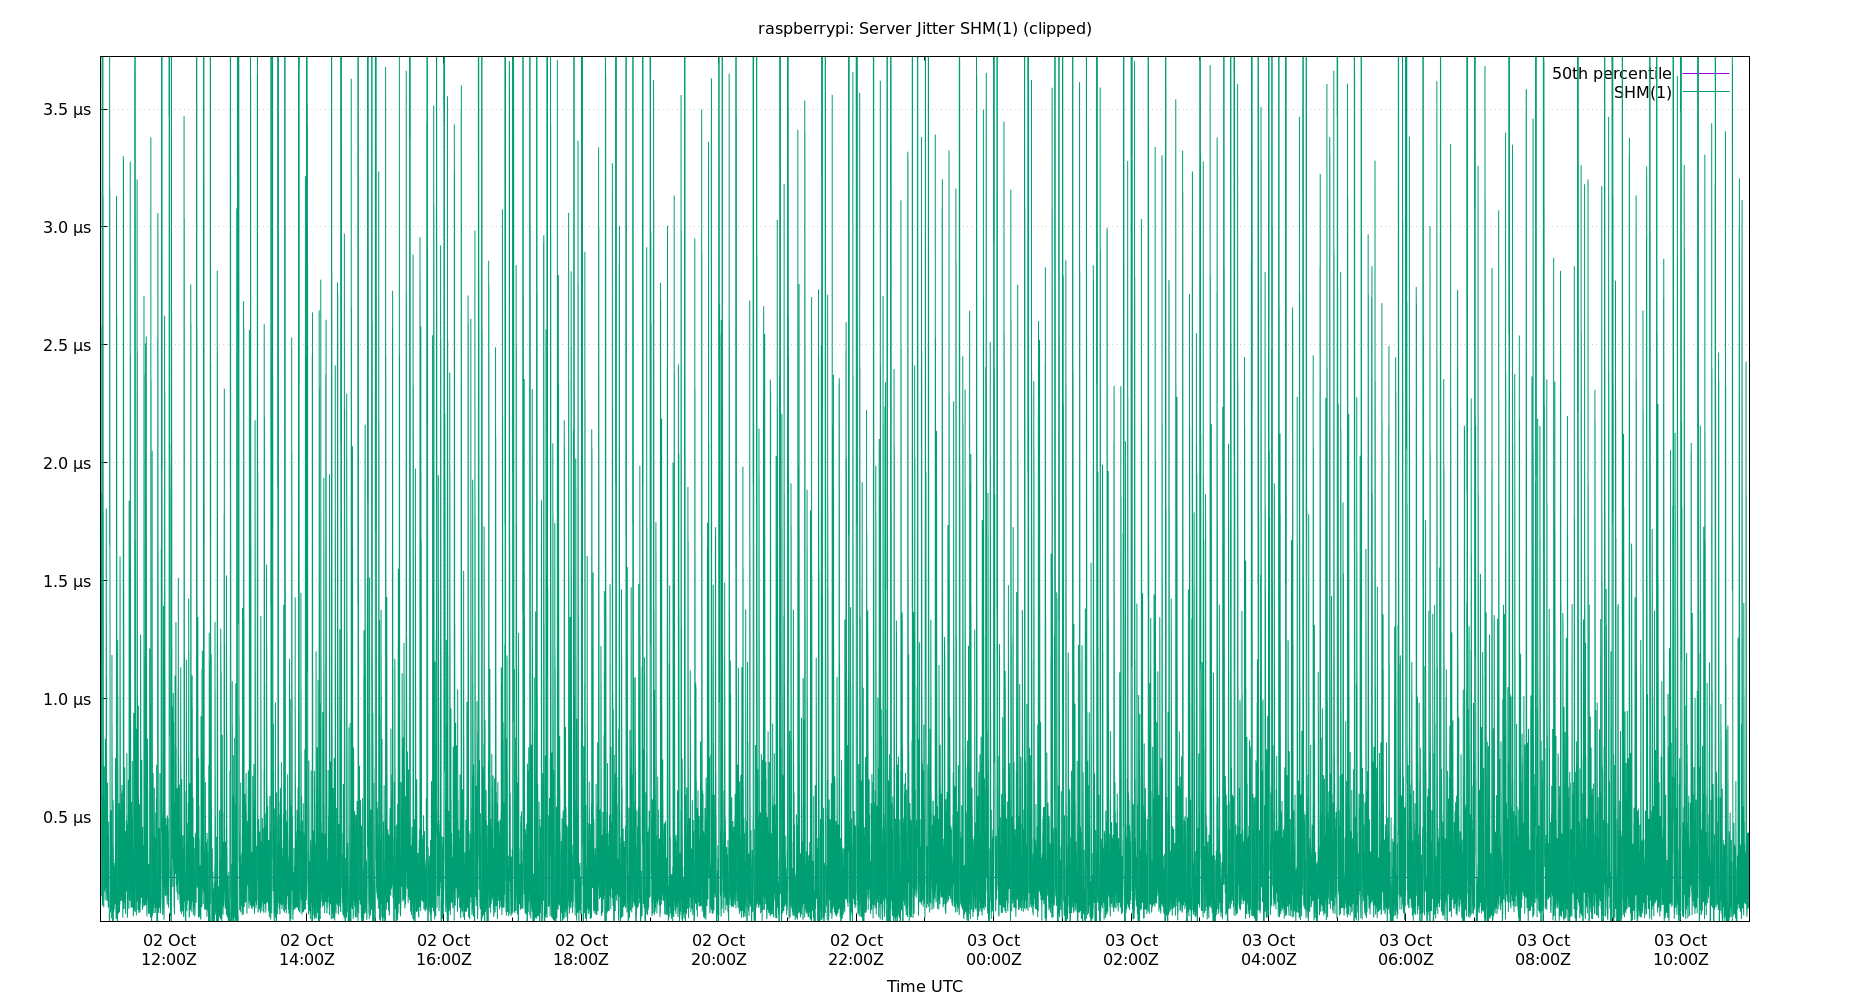 raspberrypi: Server Jitter SHM(1) (clipped)
50th percentile
SHM(1)
3.5 µs
3.0 µs
2.5 µs
2.0 µs
1.5 µs
1.0 µs
0.5 µs
02 Oct 02 Oct 02 Oct 02 Oct 02 Oct 02 Oct 03 Oct 03 Oct 03 Oct 03 Oct 03 Oct 03 Oct
12:00Z 14:00Z 16:00Z 18:00Z 20:00Z 22:00Z 00:00Z 02:00Z 04:00Z 06:00Z 08:00Z 10:00Z
Time UTC